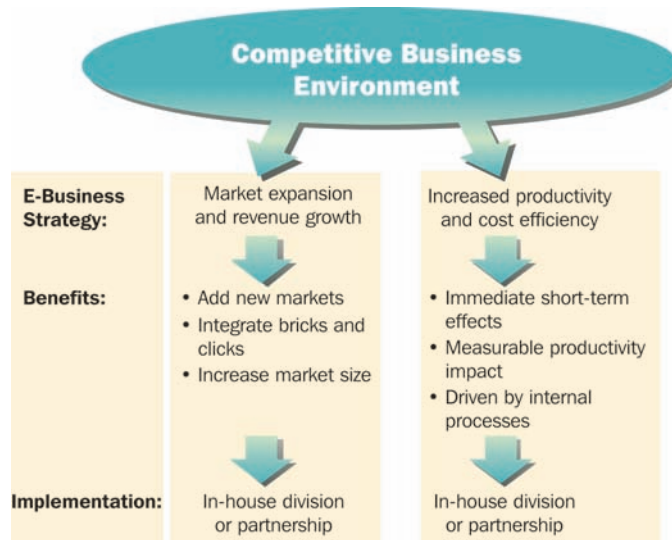 Competitive Business
Environment
E-Business
Strategy:
Market expansion
and revenue growth
Increased productivity
and cost efficiency
Benefits:
• Add new markets
• Integrate bricks and
clicks
• Increase market size
• Immediate short-term
effects
• Measurable productivity
impact
• Driven by internal
processes
Implementation:
In-house division
or partnership
In-house division
or partnership